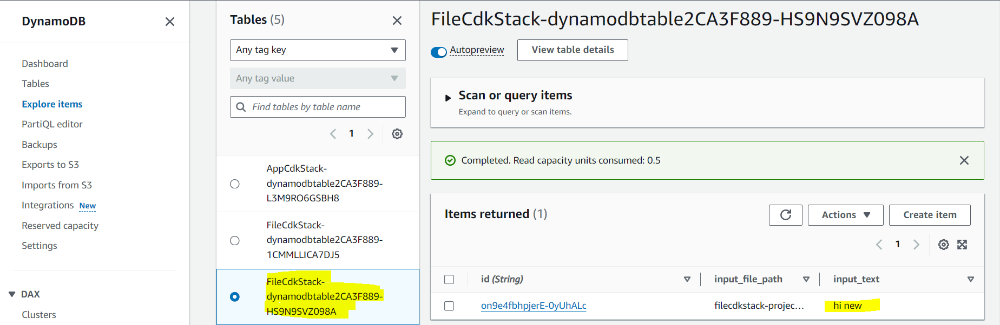 DynamoDB
Dashboard
Tables
Explore items
PartiQL editor
Backups
Exports to S3
Imports from S3
Integrations New
Reserved capacity
Settings
DAX
Clusters
Tables (5)
Any tag key
Any tag value
Find tables by table name
1
AppCdkStack-
dynamodbtable2CA3F889-
L3M9RO6GSBH8
FileCdkStack-
dynamodbtable2CA3F889-
1CMMLLICA7DJ5
FileCdkStack-
dynamodbtable2CA3F889-
HS9N9SVZ098A
FileCdkStack-dynamodbtable2CA3F889-HS9N9SVZ098A
Autopreview View table details
Scan or query items
Expand to query or scan items.
Completed. Read capacity units consumed: 0.5
Items returned (1) Actions Create item
1
id (String) input_file_path input_text
on9e4fbhpjerE-0yUhALc filecdkstack-projec... hi new